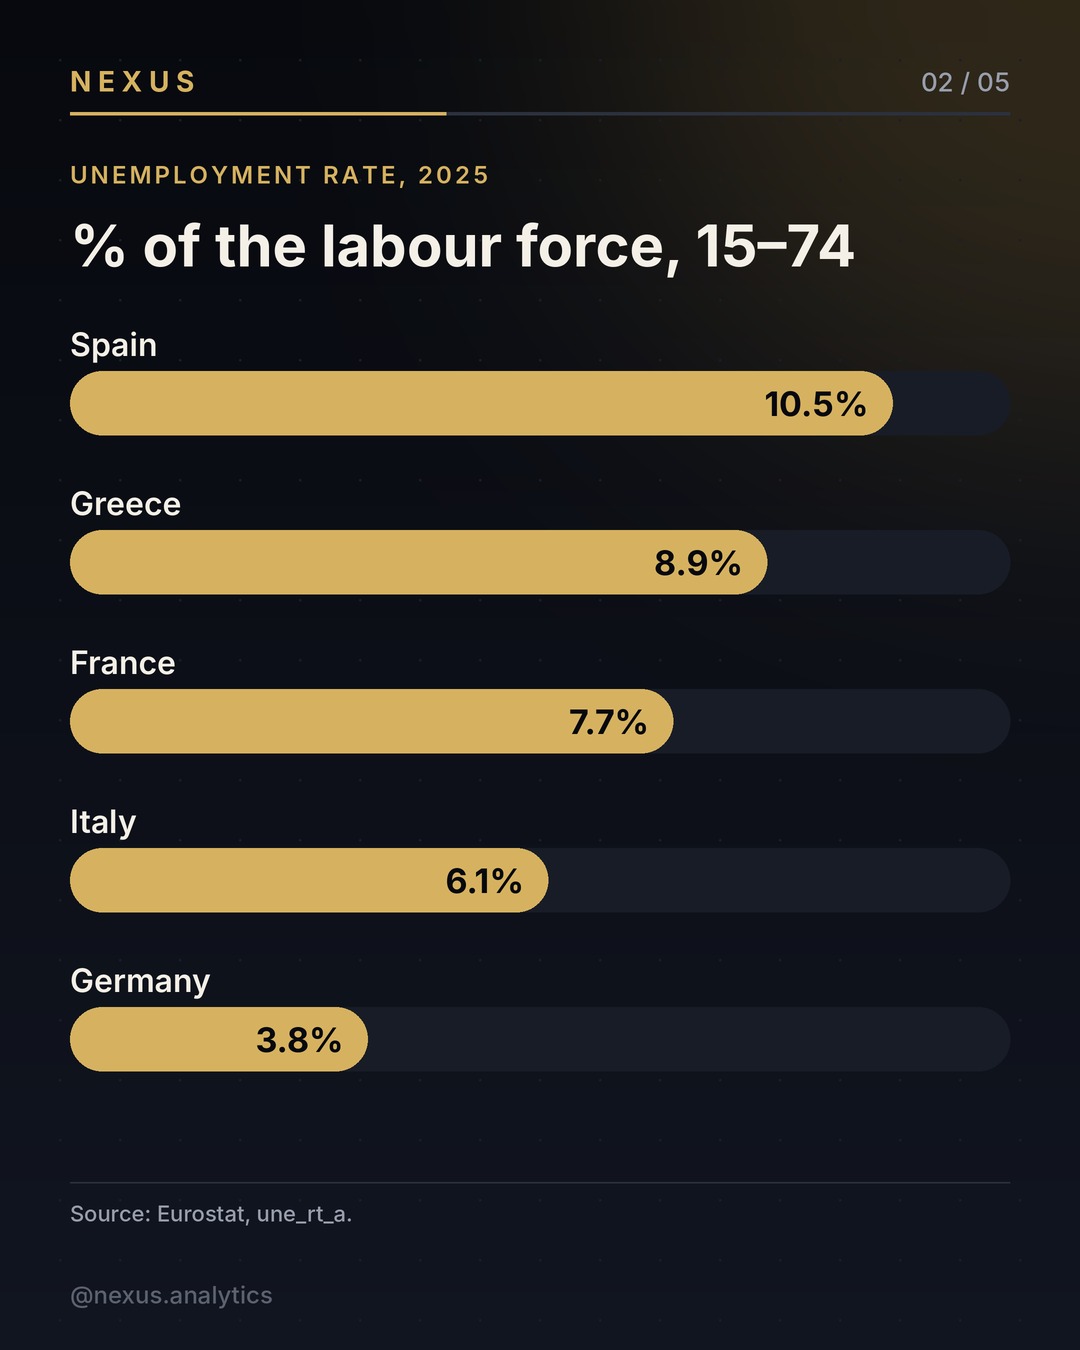 NEXUS
02 / 05
UNEMPLOYMENT RATE, 2025
% of the labour force, 15–74
Spain
10.5%
Greece
8.9%
France
7.7%
Italy
6.1%
Germany
3.8%
Source: Eurostat, une_rt_a.
@nexus.analytics